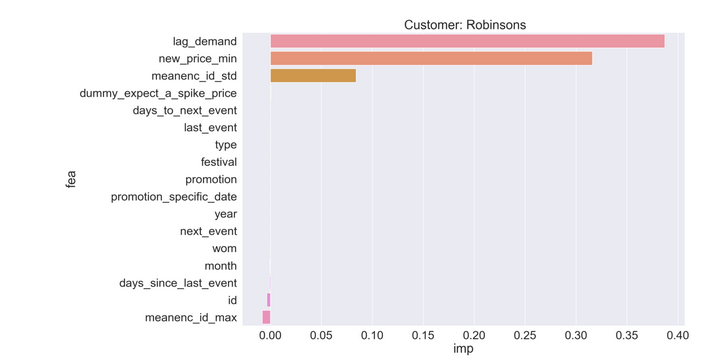 Customer: Robinsons
lag_demand
new_price_min
meanenc_id_std
dummy_expect_a_spike_price
days_to_next_event
last_event
type
festival
promotion
promotion_specific_date
year
next_event
wom
month
days_since_last_event
id
meanenc_id_max
fea
0.00 0.05 0.10 0.15 0.20 0.25 0.30 0.35 0.40
imp